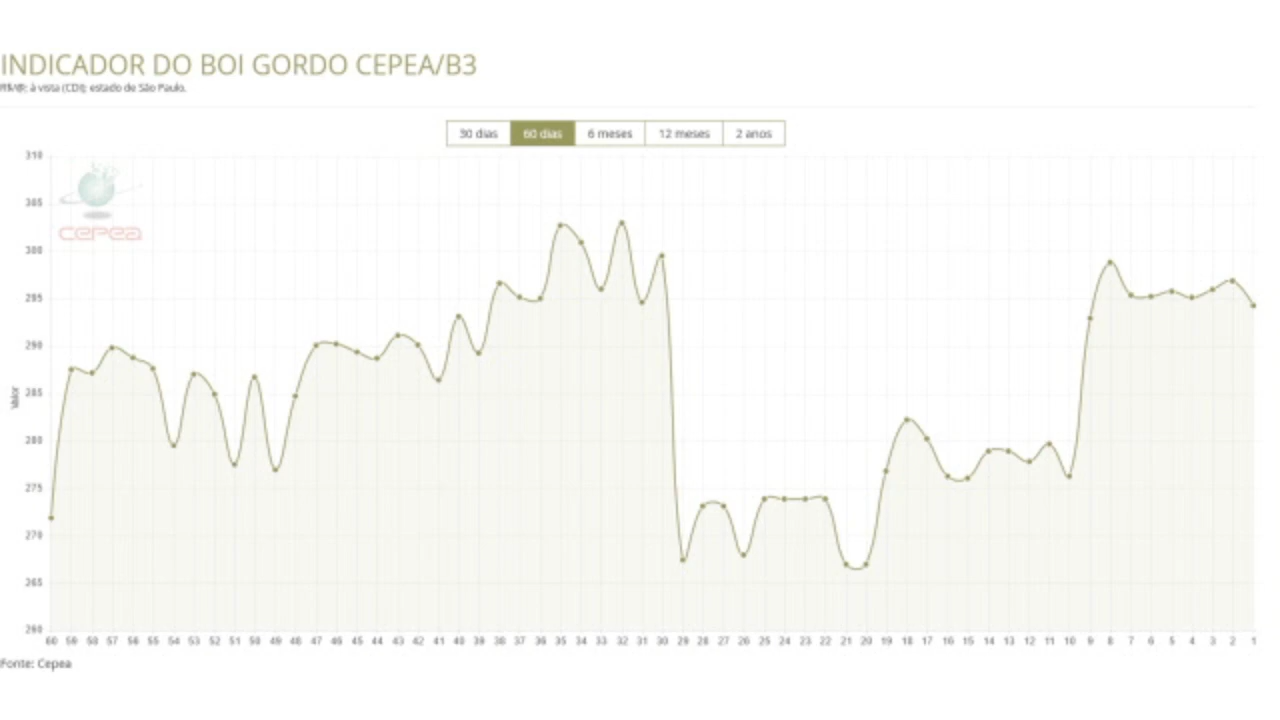 INDICADOR DO BOI GORDO CEPEA/B3
à vista (CDI); estado de São Paulo.
30 dias 60 dias 6 meses 12 meses 2 anos
310
305
300
295
290
285
280
275
270
265
260
Valor
cepea
60 59 58 57 56 55 54 53 52 51 50 49 48 47 46 45 44 43 42 41 40 39 38 37 36 35 34 33 32 31 30 29 28 27 26 25 24 23 22 21 20 19 18 17 16 15 14 13 12 11 10 9 8 7 6 5 4 3 2 1
Fonte: Cepea